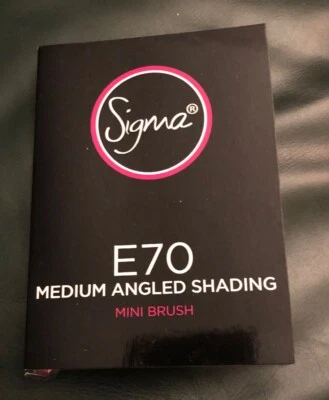 Sigma®
E70
MEDIUM ANGLED SHADING
MINI BRUSH